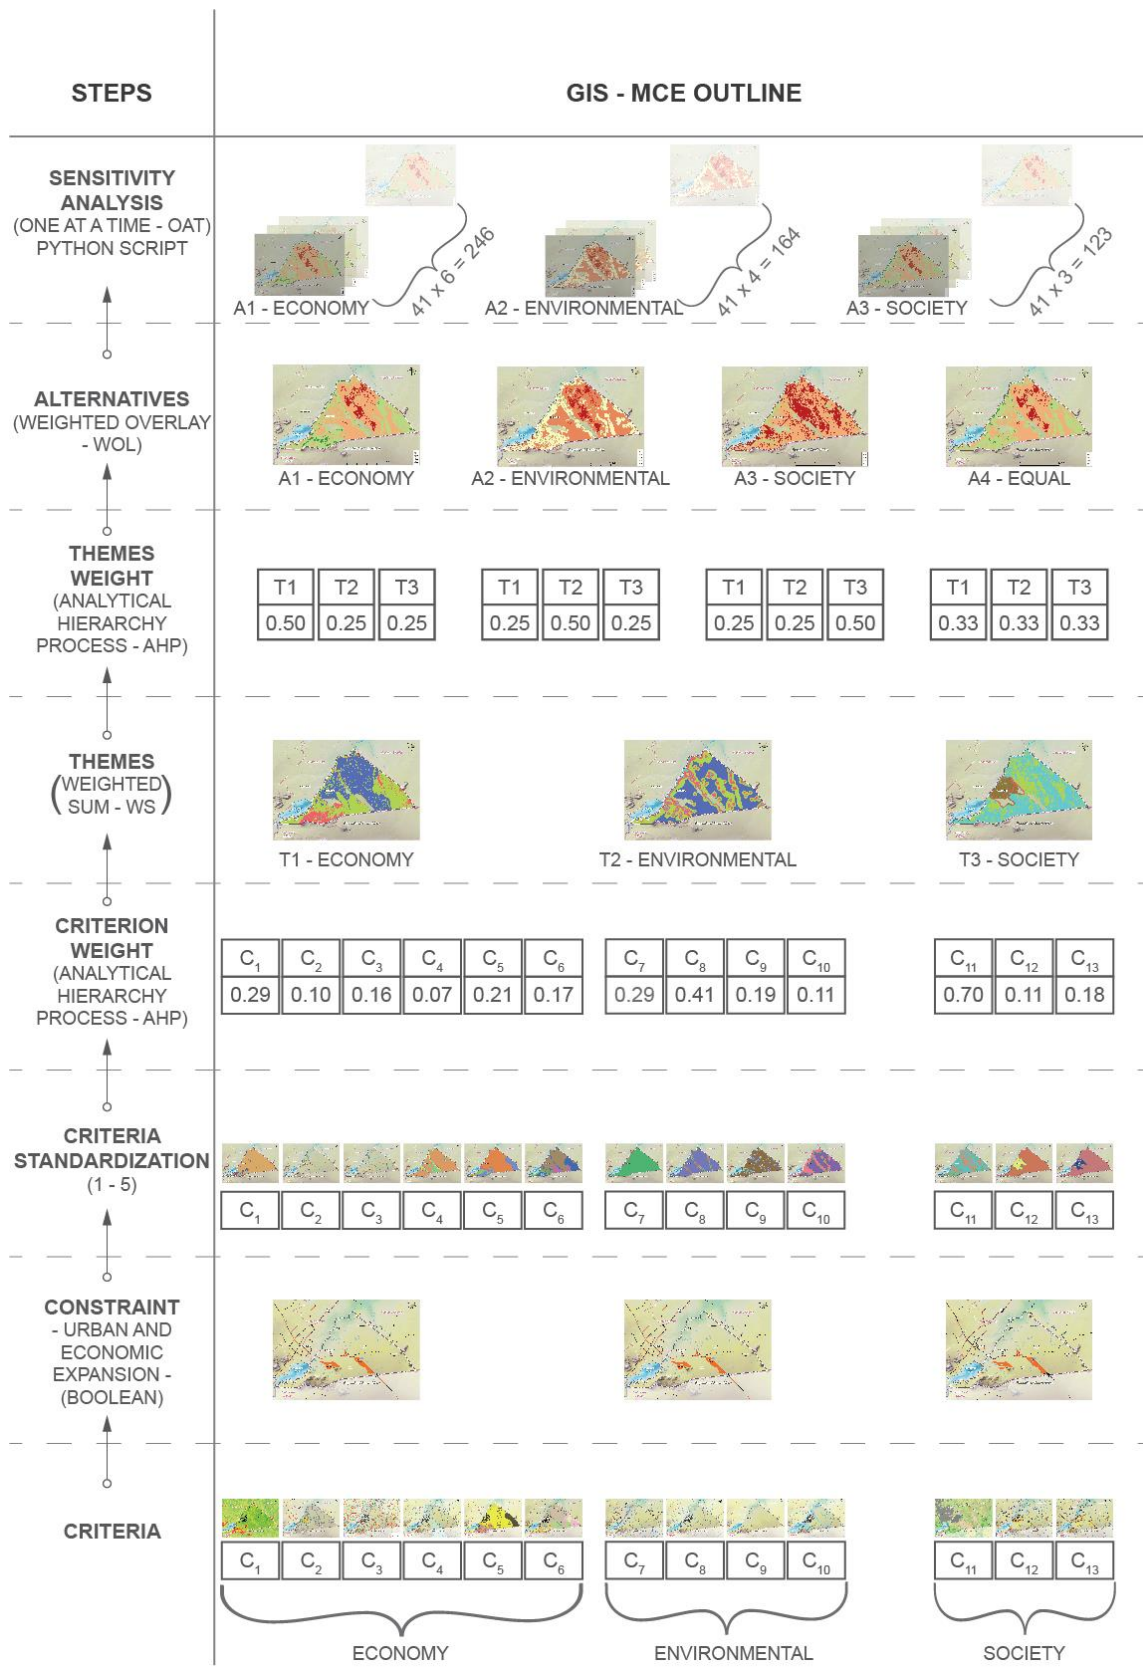 STEPS
GIS - MCE OUTLINE
SENSITIVITY
ANALYSIS
(ONE AT A TIME - OAT)
PYTHON SCRIPT
41 x 6 = 246
41 x 4 = 164
41 x 3 = 123
A1 - ECONOMY
A2 - ENVIRONMENTAL
A3 - SOCIETY
ALTERNATIVES
(WEIGHTED OVERLAY
- WOL)
A1 - ECONOMY
A2 - ENVIRONMENTAL
A3 - SOCIETY
A4 - EQUAL
THEMES
WEIGHT
(ANALYTICAL
HIERARCHY
PROCESS - AHP)
T1 T2 T3
0.50 0.25 0.25
T1 T2 T3
0.25 0.50 0.25
T1 T2 T3
0.25 0.25 0.50
T1 T2 T3
0.33 0.33 0.33
THEMES
(WEIGHTED
SUM - WS)
T1 - ECONOMY
T2 - ENVIRONMENTAL
T3 - SOCIETY
CRITERION
WEIGHT
(ANALYTICAL
HIERARCHY
PROCESS - AHP)
C1 C2 C3 C4 C5 C6
0.29 0.10 0.16 0.07 0.21 0.17
C7 C8 C9 C10
0.29 0.41 0.19 0.11
C11 C12 C13
0.70 0.11 0.18
CRITERIA
STANDARDIZATION
(1 - 5)
C1 C2 C3 C4 C5 C6
C7 C8 C9 C10
C11 C12 C13
CONSTRAINT
- URBAN AND
ECONOMIC
EXPANSION -
(BOOLEAN)
CRITERIA
C1 C2 C3 C4 C5 C6
C7 C8 C9 C10
C11 C12 C13
ECONOMY
ENVIRONMENTAL
SOCIETY